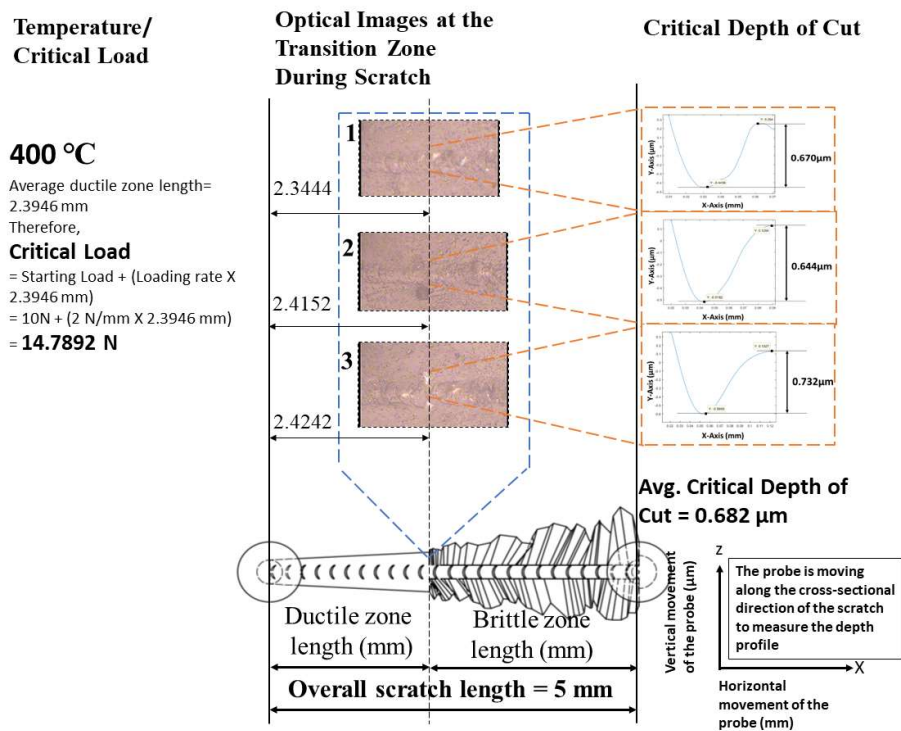 Temperature/
Critical Load
Optical Images at the
Transition Zone
During Scratch
Critical Depth of Cut
400 °C
Average ductile zone length=
2.3946 mm
Therefore,
Critical Load
= Starting Load + (Loading rate X
2.3946 mm)
= 10N + (2 N/mm X 2.3946 mm)
= 14.7892 N
1
2.3444
2
2.4152
3
2.4242
Y-Axis (μm)
X-Axis (mm)
0.670μm
Y-Axis (μm)
X-Axis (mm)
0.644μm
Y-Axis (μm)
X-Axis (mm)
0.732μm
Avg. Critical Depth of
Cut = 0.682 μm
Ductile zone
length (mm)
Brittle zone
length (mm)
Overall scratch length = 5 mm
Vertical movement
of the probe (μm)
Z
The probe is moving
along the cross-sectional
direction of the scratch
to measure the depth
profile
X
Horizontal
movement of the
probe (mm)